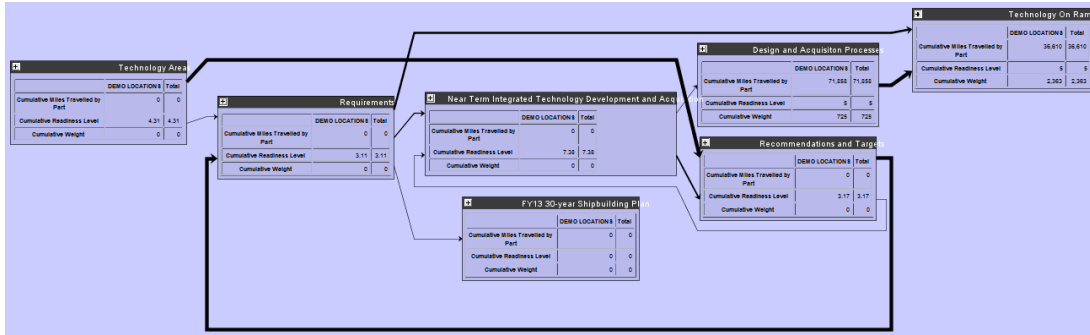 Technology Area
DEMO LOCATIONS Total
Cumulative Miles Travelled by Part 0 0
Cumulative Readiness Level 4.31 4.31
Cumulative Weight 0 0
Requirements
DEMO LOCATIONS Total
Cumulative Miles Travelled by Part 0 0
Cumulative Readiness Level 3.11 3.11
Cumulative Weight 0 0
Near Term Integrated Technology Development and Acqui
DEMO LOCATIONS Total
Cumulative Miles Travelled by Part 0 0
Cumulative Readiness Level 7.38 7.38
Cumulative Weight 0 0
FY13 30-year Shipbuilding Plan
DEMO LOCATIONS Total
Cumulative Miles Travelled by Part 0 0
Cumulative Readiness Level 0 0
Cumulative Weight 0 0
Design and Acquisiton Processes
DEMO LOCATIONS Total
Cumulative Miles Travelled by Part 71,858 71,858
Cumulative Readiness Level 8 8
Cumulative Weight 725 725
Recommendations and Targets
DEMO LOCATIONS Total
Cumulative Miles Travelled by Part 0 0
Cumulative Readiness Level 3.17 3.17
Cumulative Weight 0 0
Technology On Ram
DEMO LOCATIONS Total
Cumulative Miles Travelled by Part 36,610 36,610
Cumulative Readiness Level 5 5
Cumulative Weight 2,363 2,363